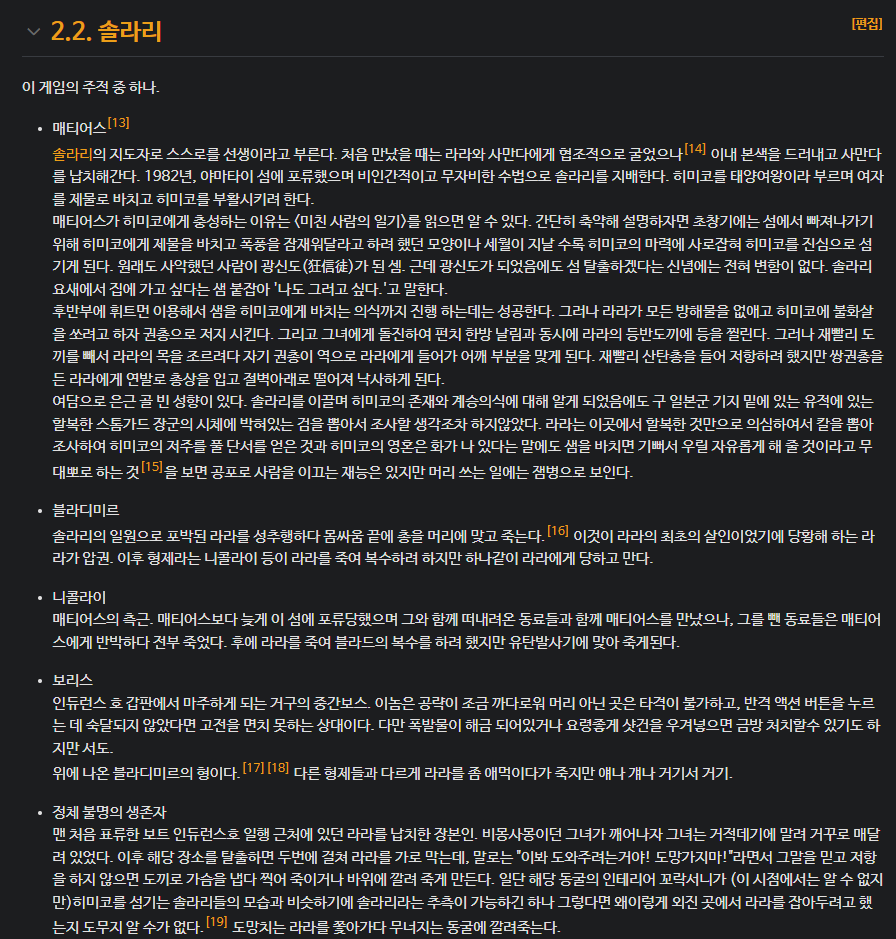 2.2. 솔라리
[편집]
이 게임의 주적 중 하나.
• 매티어스[13]
솔라리의 지도자로 스스로를 선생이라고 부른다. 처음 만났을 때는 라라와 사만다에게 협조적으로 굴었으나[14] 이내 본색을 드러내고 사만다
를 납치해간다. 1982년, 야마타이 섬에 포류했으며 비인간적이고 무자비한 수법으로 솔라리를 지배한다. 히미코를 태양여왕이라 부르며 여자
를 제물로 바치고 히미코를 부활시키려 한다.
매티어스가 히미코에게 충성하는 이유는 <미친 사람의 일기>를 읽으면 알 수 있다. 간단히 축약해 설명하자면 초창기에는 섬에서 빠져나가기
위해 히미코에게 제물을 바치고 폭풍을 잠재워달라고 하려 했던 모양이나 세월이 지날 수록 히미코의 마력에 사로잡혀 히미코를 진심으로 섬
기게 된다. 원래도 사악했던 사람이 광신도(狂信徒)가 된 셈. 근데 광신도가 되었음에도 섬 탈출하겠다는 신념에는 전혀 변함이 없다. 솔라리
요새에서 집에 가고 싶다는 샘 붙잡아 '나도 그러고 싶다.'고 말한다.
후반부에 휘트먼 이용해서 샘을 히미코에게 바치는 의식까지 진행 하는데는 성공한다. 그러나 라라가 모든 방해물을 없애고 히미코에 불화살
을 쏘려고 하자 권총으로 저지 시킨다. 그리고 그녀에게 돌진하여 펀치 한방 날림과 동시에 라라의 등반도끼에 등을 찔린다. 그러나 재빨리 도
끼를 빼서 라라의 목을 조르려다 자기 권총이 역으로 라라에게 들어가 어깨 부분을 맞게 된다. 재빨리 산탄총을 들어 저항하려 했지만 쌍권총을
든 라라에게 연발로 총상을 입고 절벽아래로 떨어져 낙사하게 된다.
여담으로 은근 골 빈 성향이 있다. 솔라리를 이끌며 히미코의 존재와 계승의식에 대해 알게 되었음에도 구 일본군 기지 밑에 있는 유적에 있는
할복한 스톰가드 장군의 시체에 박혀있는 검을 뽑아서 조사할 생각조차 하지않았다. 라라는 이곳에서 할복한 것만으로 의심하여서 칼을 뽑아
조사하여 히미코의 저주를 풀 단서를 얻은 것과 히미코의 영혼은 화가 나 있다는 말에도 샘을 바치면 기뻐서 우릴 자유롭게 해 줄 것이라고 무
대뽀로 하는 것[15]을 보면 공포로 사람을 이끄는 재능은 있지만 머리 쓰는 일에는 잼병으로 보인다.
• 블라디미르
솔라리의 일원으로 포박된 라라를 성추행하다 몸싸움 끝에 총을 머리에 맞고 죽는다.[16] 이것이 라라의 최초의 살인이었기에 당황해 하는 라
라가 압권. 이후 형제라는 니콜라이 등이 라라를 죽여 복수하려 하지만 하나같이 라라에게 당하고 만다.
• 니콜라이
매티어스의 측근. 매티어스보다 늦게 이 섬에 포류당했으며 그와 함께 떠내려온 동료들과 함께 매티어스를 만났으나, 그를 뺀 동료들은 매티어
스에게 반박하다 전부 죽었다. 후에 라라를 죽여 블라드의 복수를 하려 했지만 유탄발사기에 맞아 죽게된다.
• 보리스
인듀런스 호 갑판에서 마주하게 되는 거구의 중간보스. 이놈은 공략이 조금 까다로워 머리 아닌 곳은 타격이 불가하고, 반격 액션 버튼을 누르
는 데 숙달되지 않았다면 고전을 면치 못하는 상대이다. 다만 폭발물이 해금 되어있거나 요령좋게 샷건을 우겨넣으면 금방 처치할수 있기도 하
지만 서도.
위에 나온 블라디미르의 형이다.[17][18] 다른 형제들과 다르게 라라를 좀 애먹이다가 죽지만 얘나 걔나 거기서 거기.
• 정체 불명의 생존자
맨 처음 표류한 보트 인듀런스호 일행 근처에 있던 라라를 납치한 장본인. 비몽사몽이던 그녀가 깨어나자 그녀는 거적데기에 말려 거꾸로 매달
려 있었다. 이후 해당 장소를 탈출하면 두번에 걸쳐 라라를 가로 막는데, 말로는 "이봐 도와주려는거야! 도망가지마!"라면서 그말을 믿고 저항
을 하지 않으면 도끼로 가슴을 냅다 찍어 죽이거나 바위에 깔려 죽게 만든다. 일단 해당 동굴의 인테리어 꼬락서니가 (이 시점에서는 알 수 없지
만)히미코를 섬기는 솔라리들의 모습과 비슷하기에 솔라리라는 추측이 가능하긴 하나 그렇다면 왜이렇게 외진 곳에서 라라를 잡아두려고 했
는지 도무지 알 수가 없다.[19] 도망치는 라라를 쫓아가다 무너지는 동굴에 깔려죽는다.